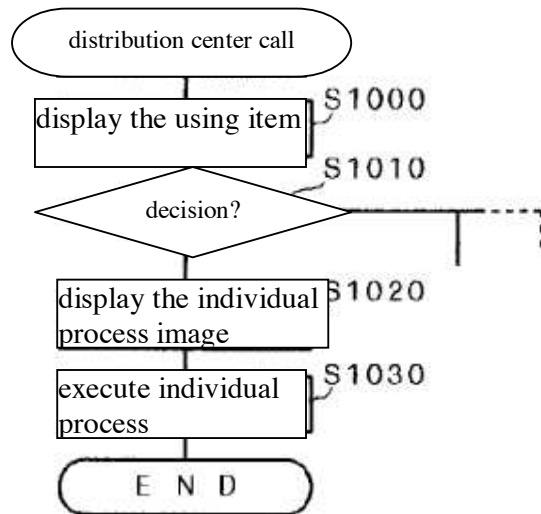 distribution center call
S1000
display the using item
S1010
decision?
S1020
display the individual
process image
S1030
execute individual
process
E N D